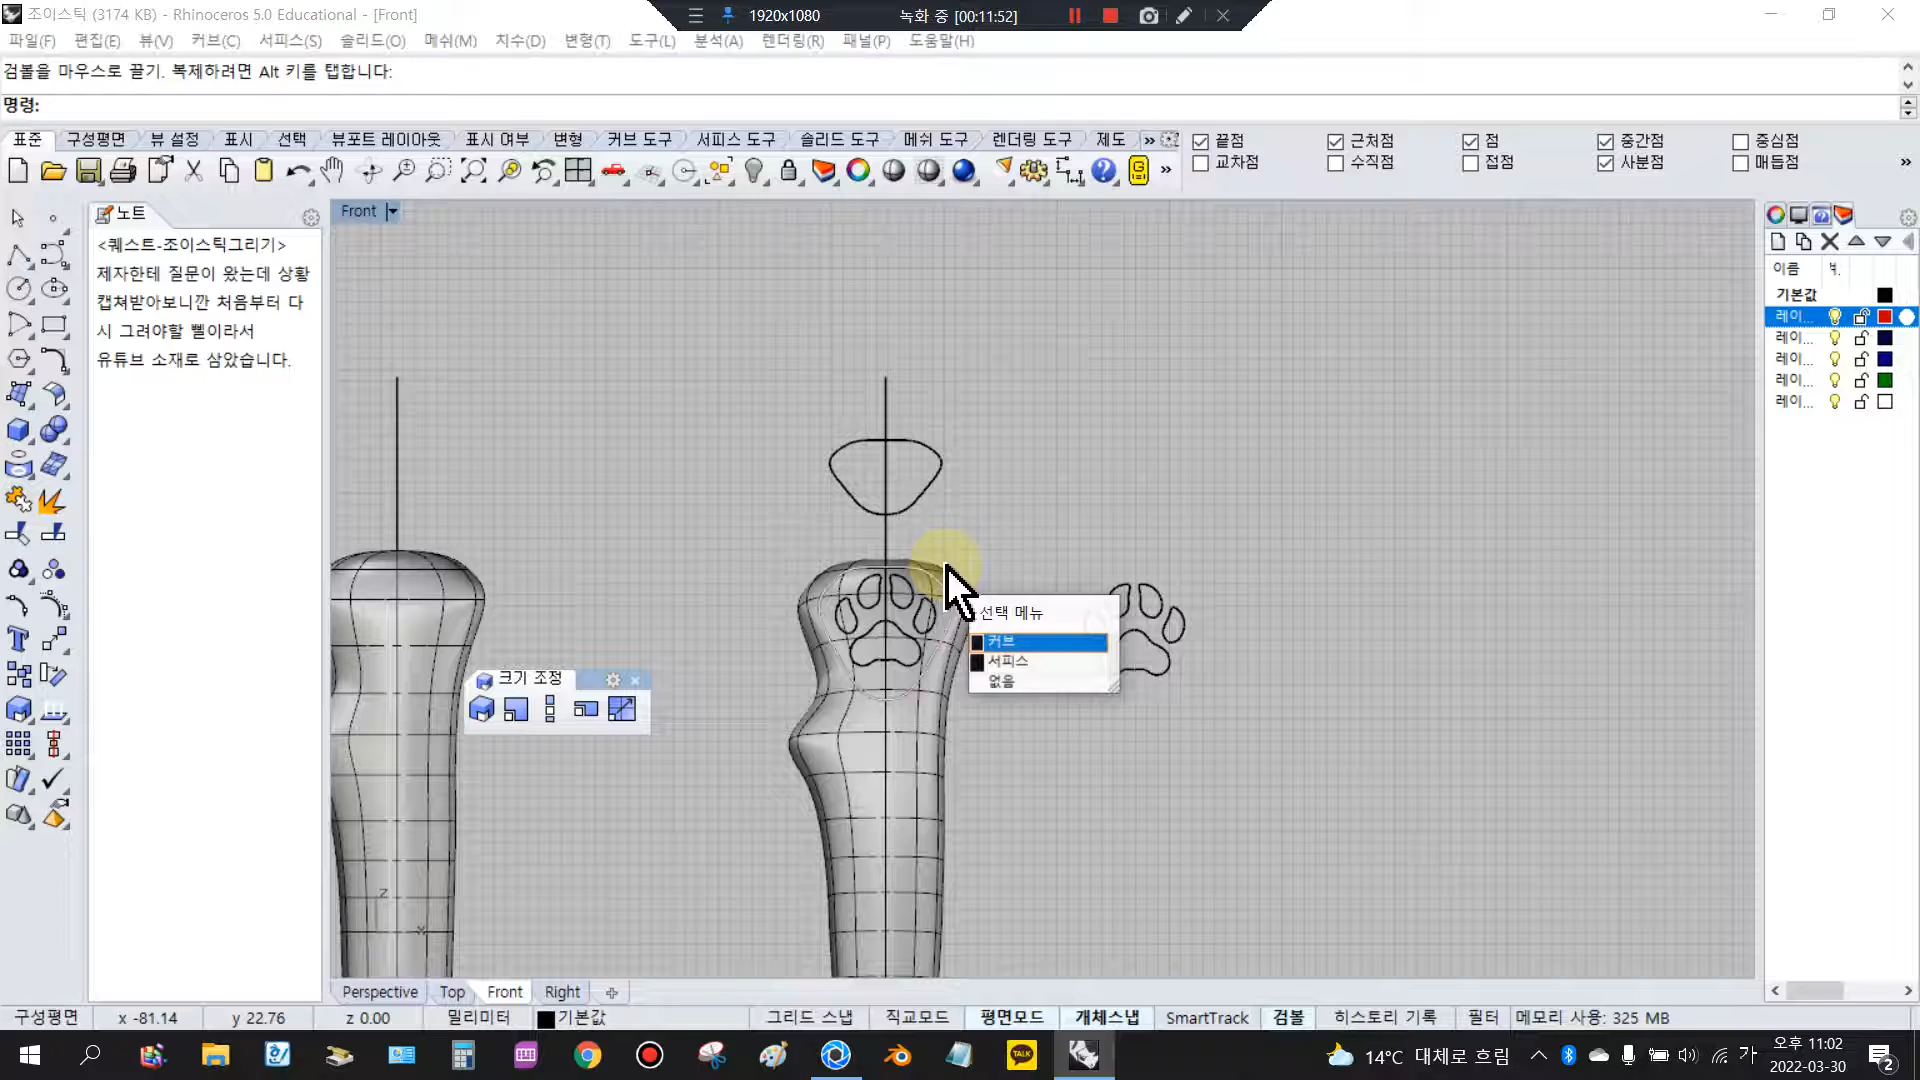 조이스틱 (3174 KB) - Rhinoceros 5.0 Educational - [Front]
1920x1080
녹화 중 [00:11:52]
파일(F) 편집(E) 뷰(V) 커브(C) 서피스(S) 솔리드(O) 메쉬(M) 치수(D) 변형(T) 도구(L) 분석(A) 렌더링(R) 패널(P) 도움말(H)
검볼을 마우스로 끌기. 복제하려면 Alt 키를 탭합니다:
명령:
표준 구성평면 뷰 설정 표시 선택 뷰포트 레이아웃 표시 여부 변형 커브 도구 서피스 도구 솔리드 도구 메쉬 도구 렌더링 도구 제도 »
끝점 근처점 점 중간점 중심점
교차점 수직점 접점 사분점 매듭점
노트
<퀘스트-조이스틱그리기>
제자한테 질문이 왔는데 상황
캡쳐받아보니깐 처음부터 다
시 그려야할 삘이라서
유튜브 소재로 삼았습니다.
Front
이름
기본값
레이...
레이...
레이...
레이...
레이...
선택 메뉴
커브
서피스
없음
크기 조정
z
x
Perspective Top Front Right
구성평면 x -81.14 y 22.76 z 0.00 밀리미터 기본값 그리드 스냅 직교모드 평면모드 개체스냅 SmartTrack 검볼 히스토리 기록 필터 메모리 사용: 325 MB
TALK
14°C 대체로 흐림
가
오후 11:02
2022-03-30
2